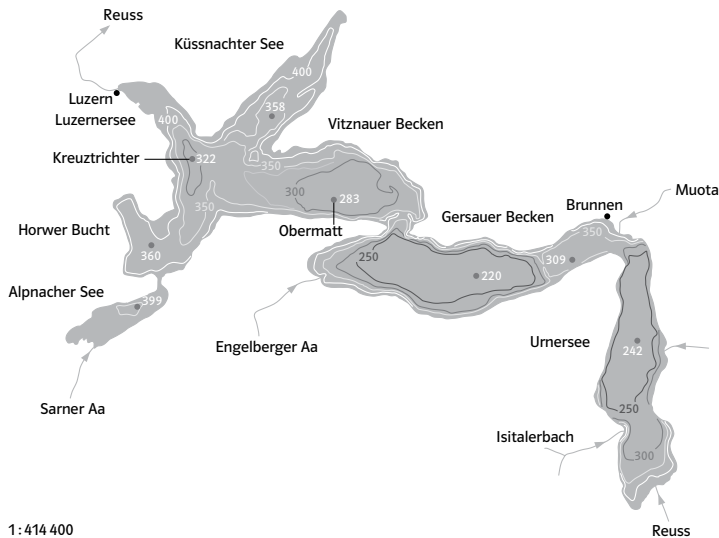 Reuss
Küssnachter See
400
Luzern
Luzernersee
358
400
Vitznauer Becken
Kreuztrichter
322
350
300
283
Muota
Brunnen
350
Gersauer Becken
Obermatt
350
Horwer Bucht
360
250
309
220
Alpnacher See
399
Engelberger Aa
Urnersee
242
Sarner Aa
250
Isitalerbach
300
1:414 400
Reuss